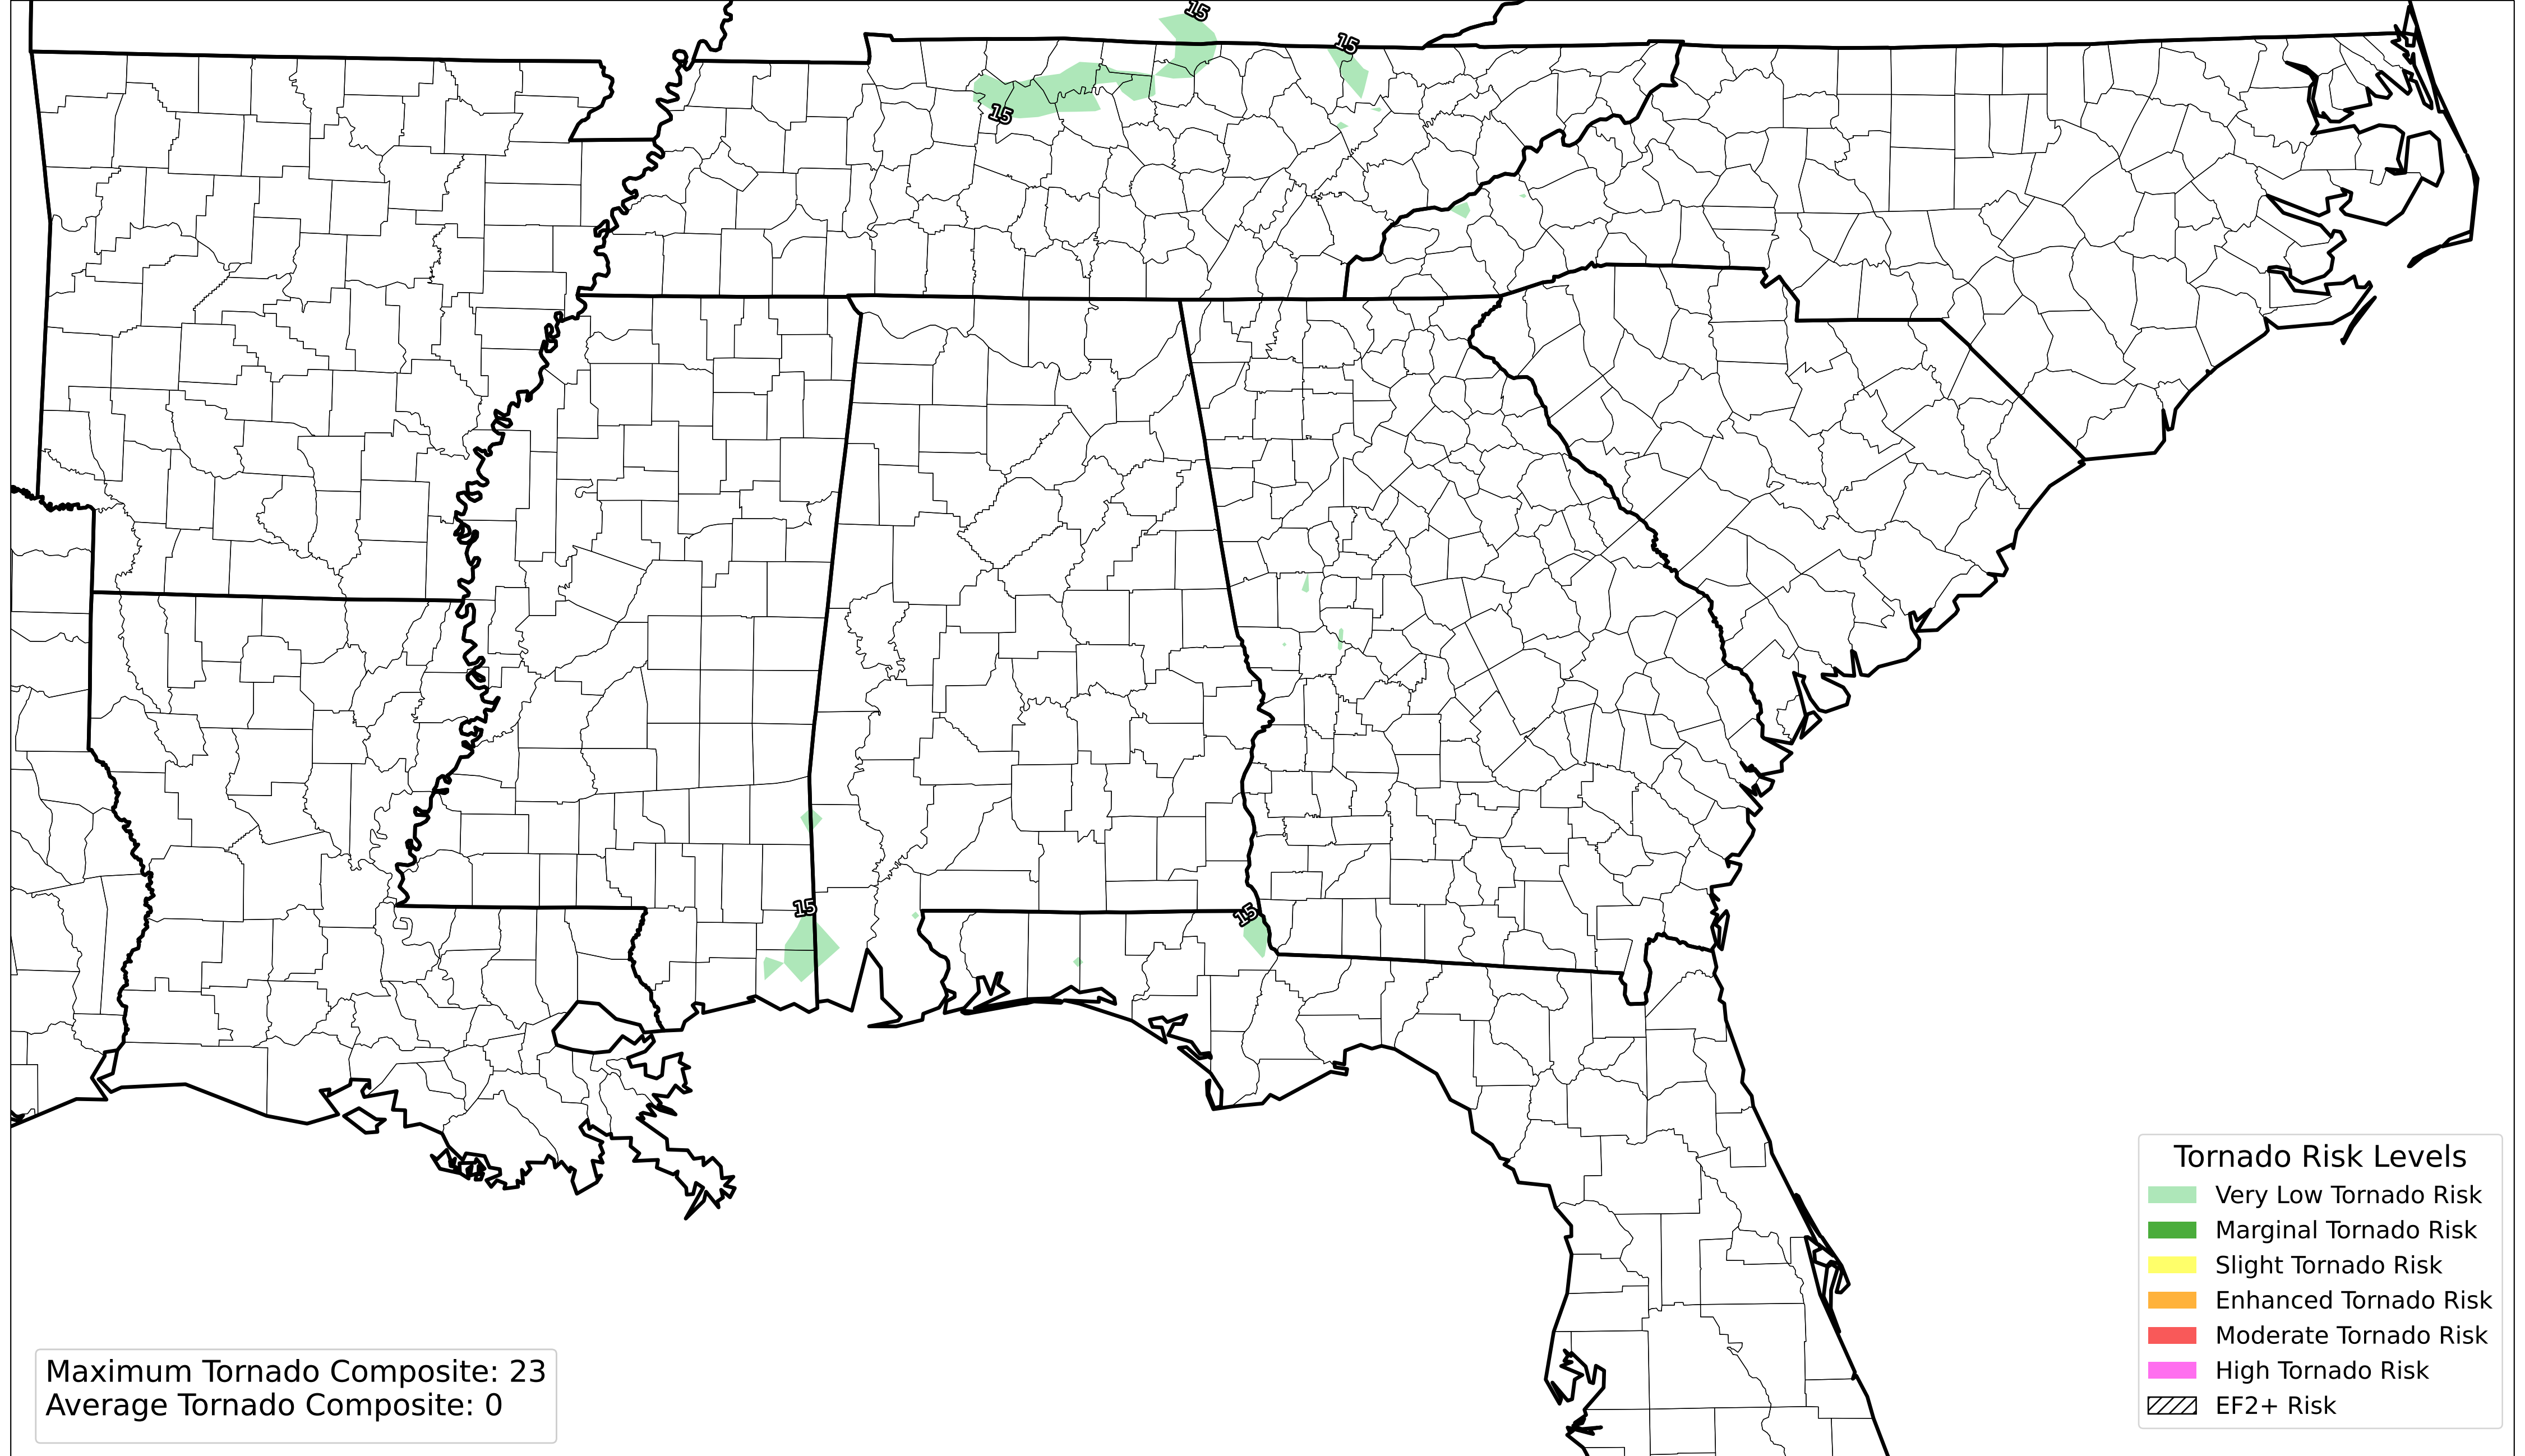 15
15
15
15
15
Tornado Risk Levels
Very Low Tornado Risk
Marginal Tornado Risk
Slight Tornado Risk
Enhanced Tornado Risk
Moderate Tornado Risk
High Tornado Risk
EF2+ Risk
Maximum Tornado Composite: 23
Average Tornado Composite: 0